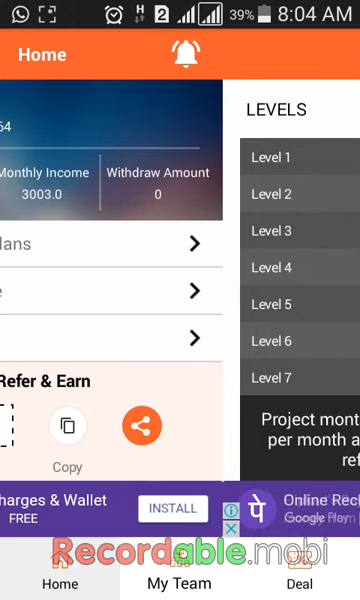 H 2 39% 8:04 AM
Home
64
LEVELS
Monthly Income Withdraw Amount
3003.0 0
Level 1
Level 2
Level 3
Level 4
Level 5
Level 6
Level 7
lans
e
Refer & Earn
Copy
Project mont
per month a
ref
harges & Wallet
FREE
INSTALL
पे
Online Rech
Google Play
Recordable.mobi
Home My Team Deal